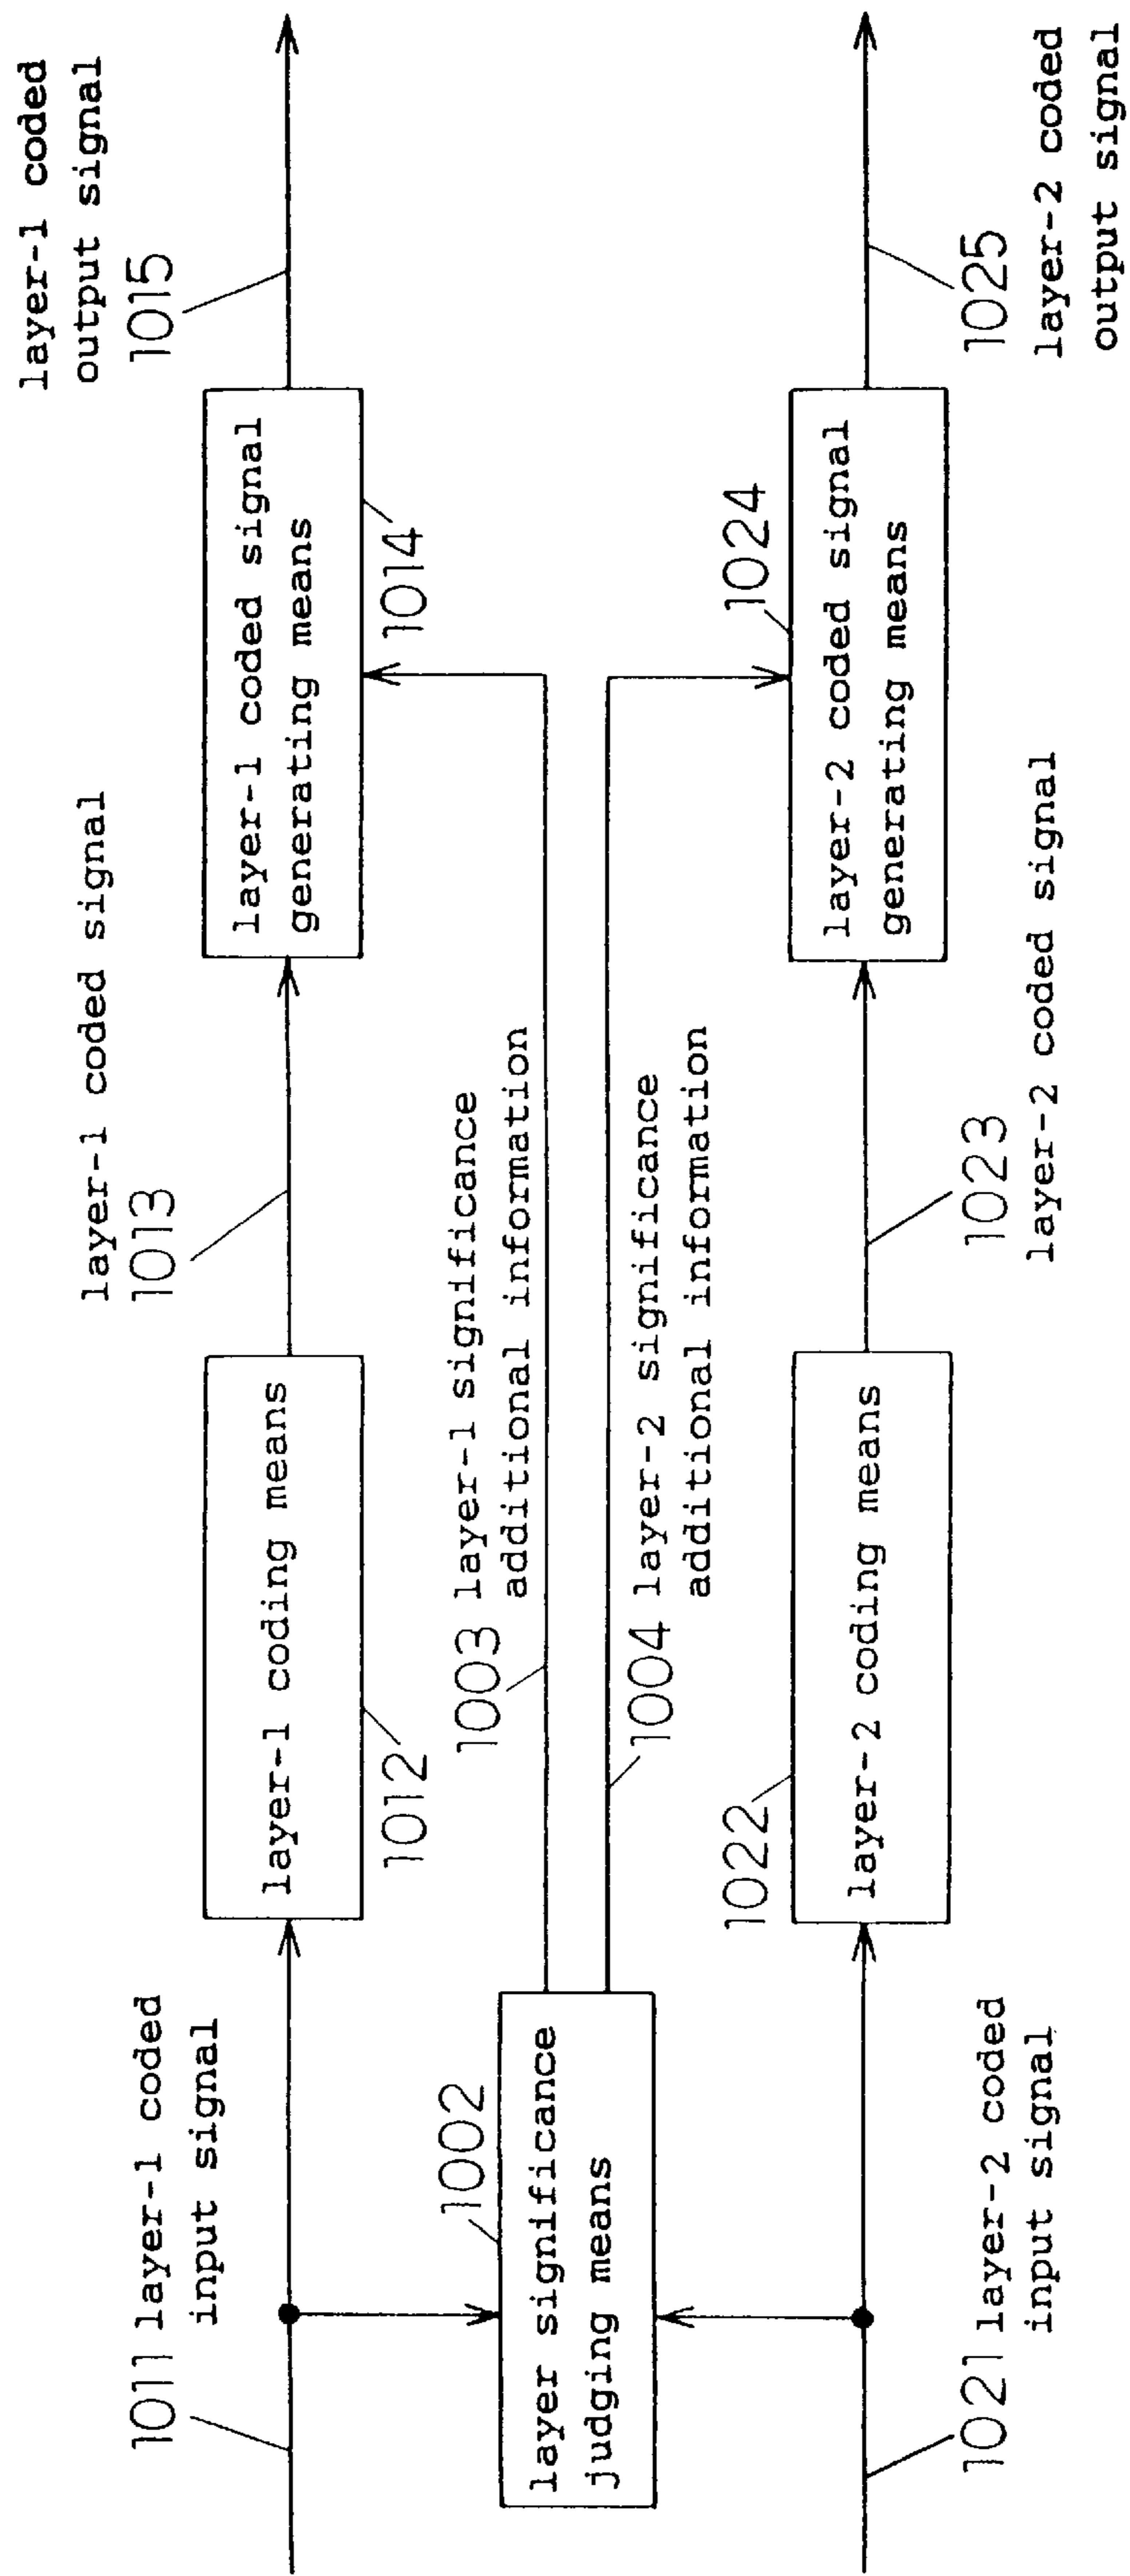 1011 layer-1 coded
input signal
layer-1 coding means
1012
layer-1 coded signal
1013
layer-1 coded signal
generating means
1014
layer-1 coded
output signal
1015
1002
layer significance
judging means
1003 layer-1 significance
additional information
1004 layer-2 significance
additional information
1021 layer-2 coded
input signal
1022
layer-2 coding means
1023
layer-2 coded signal
1024
layer-2 coded signal
generating means
1025
layer-2 coded
output signal